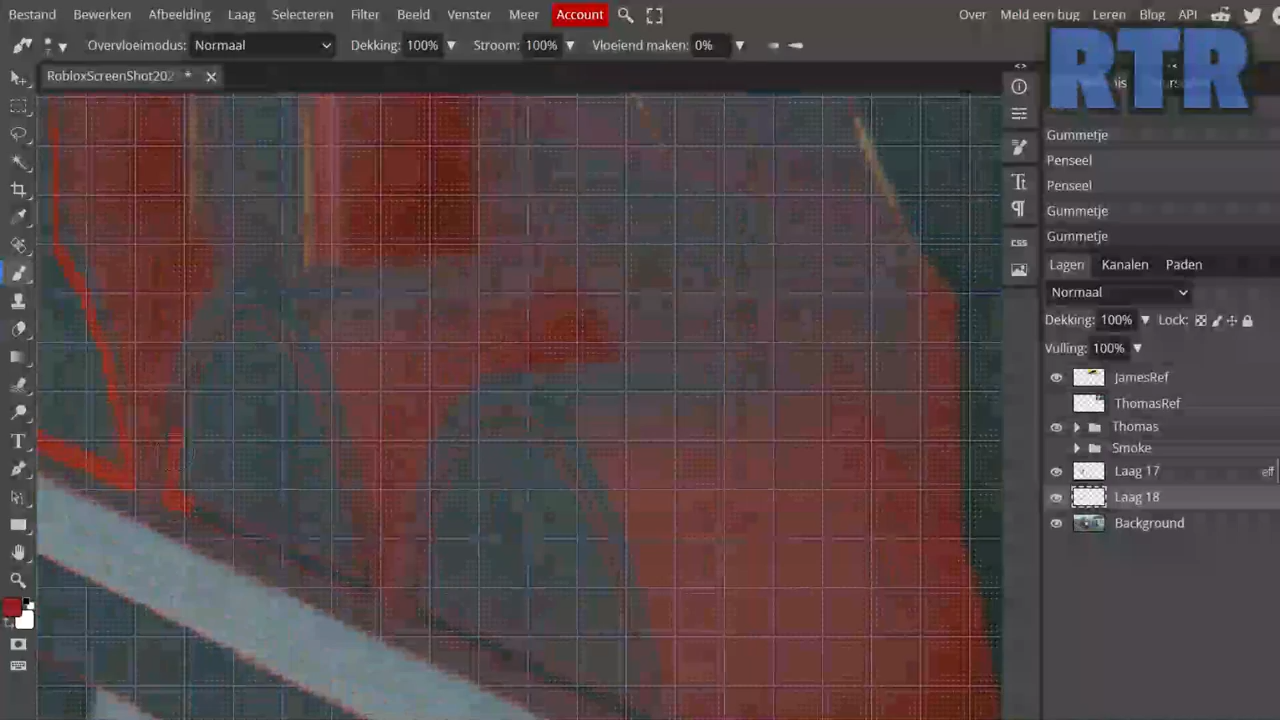 Bestand Bewerken Afbeelding Laag Selecteren Filter Beeld Venster Meer Account Over Meld een bug Leren Blog API
Overvloeimodus: Normaal Dekking: 100% Stroom: 100% Vloeiend maken: 0%
RTR
RobloxScreenShot202 *
Gummetje
Penseel
Penseel
Gummetje
Gummetje
Lagen Kanalen Paden
Normaal
Dekking: 100% Lock:
Vulling: 100%
JamesRef
ThomasRef
Thomas
Smoke
Laag 17 eff
Laag 18
Background
CSS